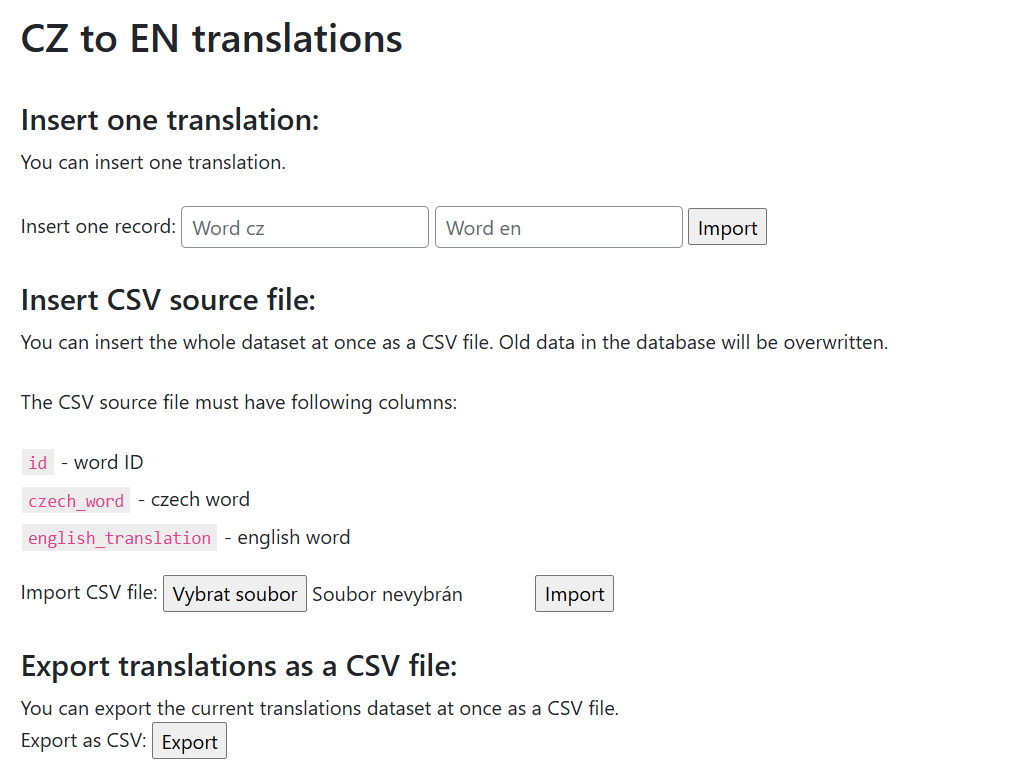 CZ to EN translations
Insert one translation:
You can insert one translation.
Insert one record: Word cz Word en Import
Insert CSV source file:
You can insert the whole dataset at once as a CSV file. Old data in the database will be overwritten.
The CSV source file must have following columns:
id - word ID
czech_word - czech word
english_translation - english word
Import CSV file: Vybrat soubor Soubor nevybrán Import
Export translations as a CSV file:
You can export the current translations dataset at once as a CSV file.
Export as CSV: Export